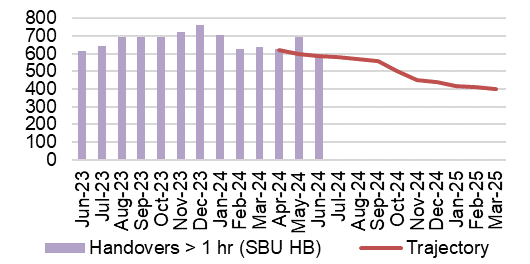 800
700
600
500
400
300
200
100
0
Jun-23
Jul-23
Aug-23
Sep-23
Oct-23
Nov-23
Dec-23
Jan-24
Feb-24
Mar-24
Apr-24
May-24
Jun-24
Jul-24
Aug-24
Sep-24
Oct-24
Nov-24
Dec-24
Jan-25
Feb-25
Mar-25
Handovers > 1 hr (SBU HB)
Trajectory